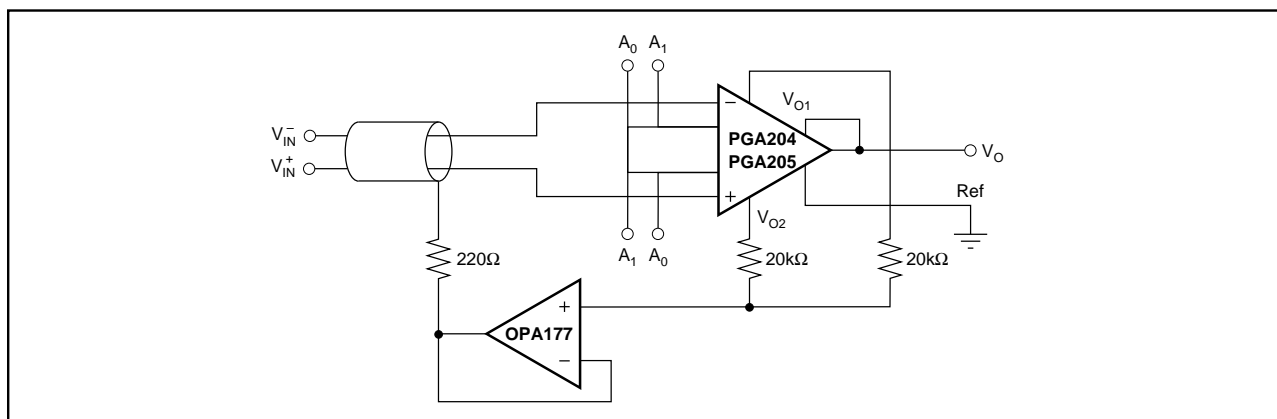 A0 A1
VO1
V−IN
V+IN
−
PGA204
PGA205
+
VO
Ref
VO2
A1 A0
220Ω
20kΩ
20kΩ
+
OPA177
−